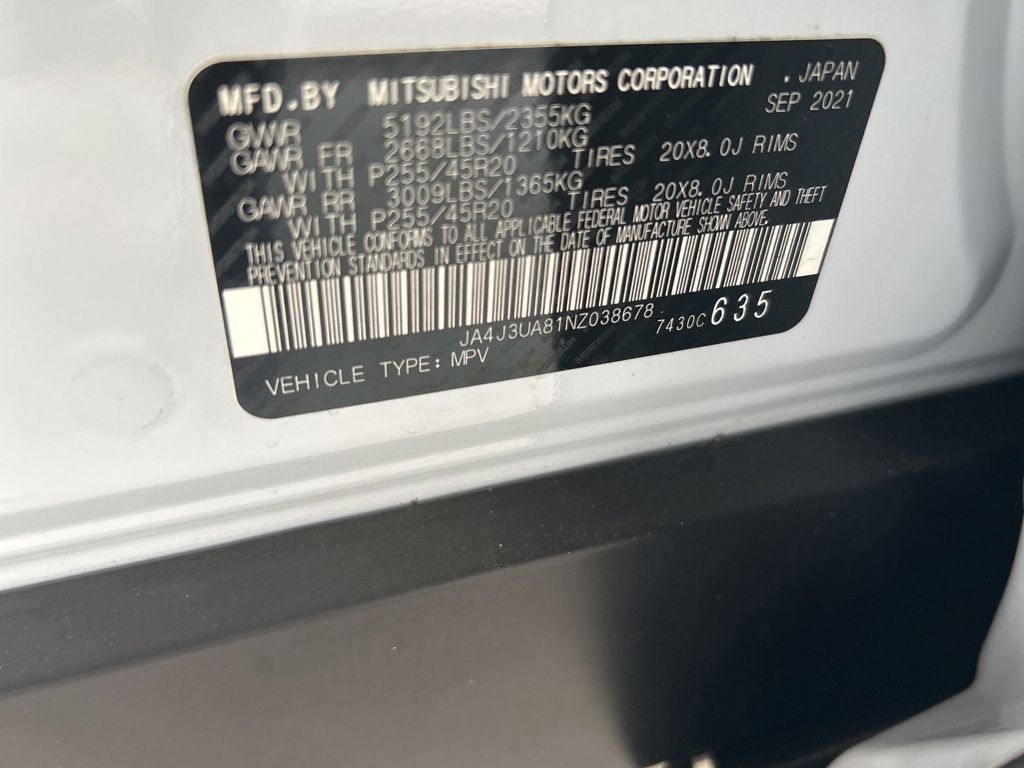 MFD.BY MITSUBISHI MOTORS CORPORATION . JAPAN
SEP 2021
GVWR 5192LBS/2355KG
GAWR FR 2668LBS/1210KG
WITH P255/45R20 TIRES 20X8.0J RIMS
GAWR RR 3009LBS/1365KG
WITH P255/45R20 TIRES 20X8.0J RIMS
THIS VEHICLE CONFORMS TO ALL APPLICABLE FEDERAL MOTOR VEHICLE SAFETY AND THEFT
PREVENTION STANDARDS IN EFFECT ON THE DATE OF MANUFACTURE SHOWN ABOVE.
JA4J3UA81NZ038678
7430C 635
VEHICLE TYPE: MPV